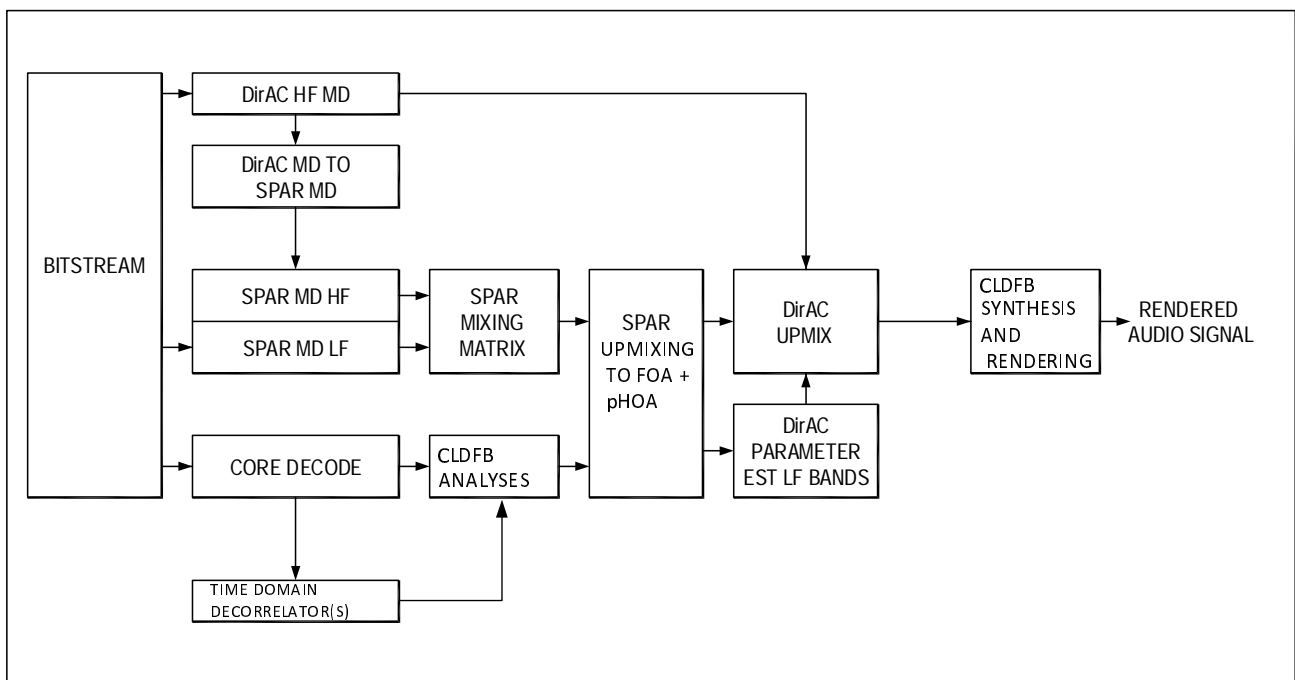 BITSTREAM
DirAC HF MD
DirAC MD TO
SPAR MD
SPAR MD HF
SPAR MD LF
SPAR
MIXING
MATRIX
CORE DECODE
CLDFB
ANALYSES
TIME DOMAIN
DECORRELATOR(S)
SPAR
UPMIXING
TO FOA +
pHOA
DirAC
UPMIX
DirAC
PARAMETER
EST LF BANDS
CLDFB
SYNTHESIS
AND
RENDERING
RENDERED
AUDIO SIGNAL